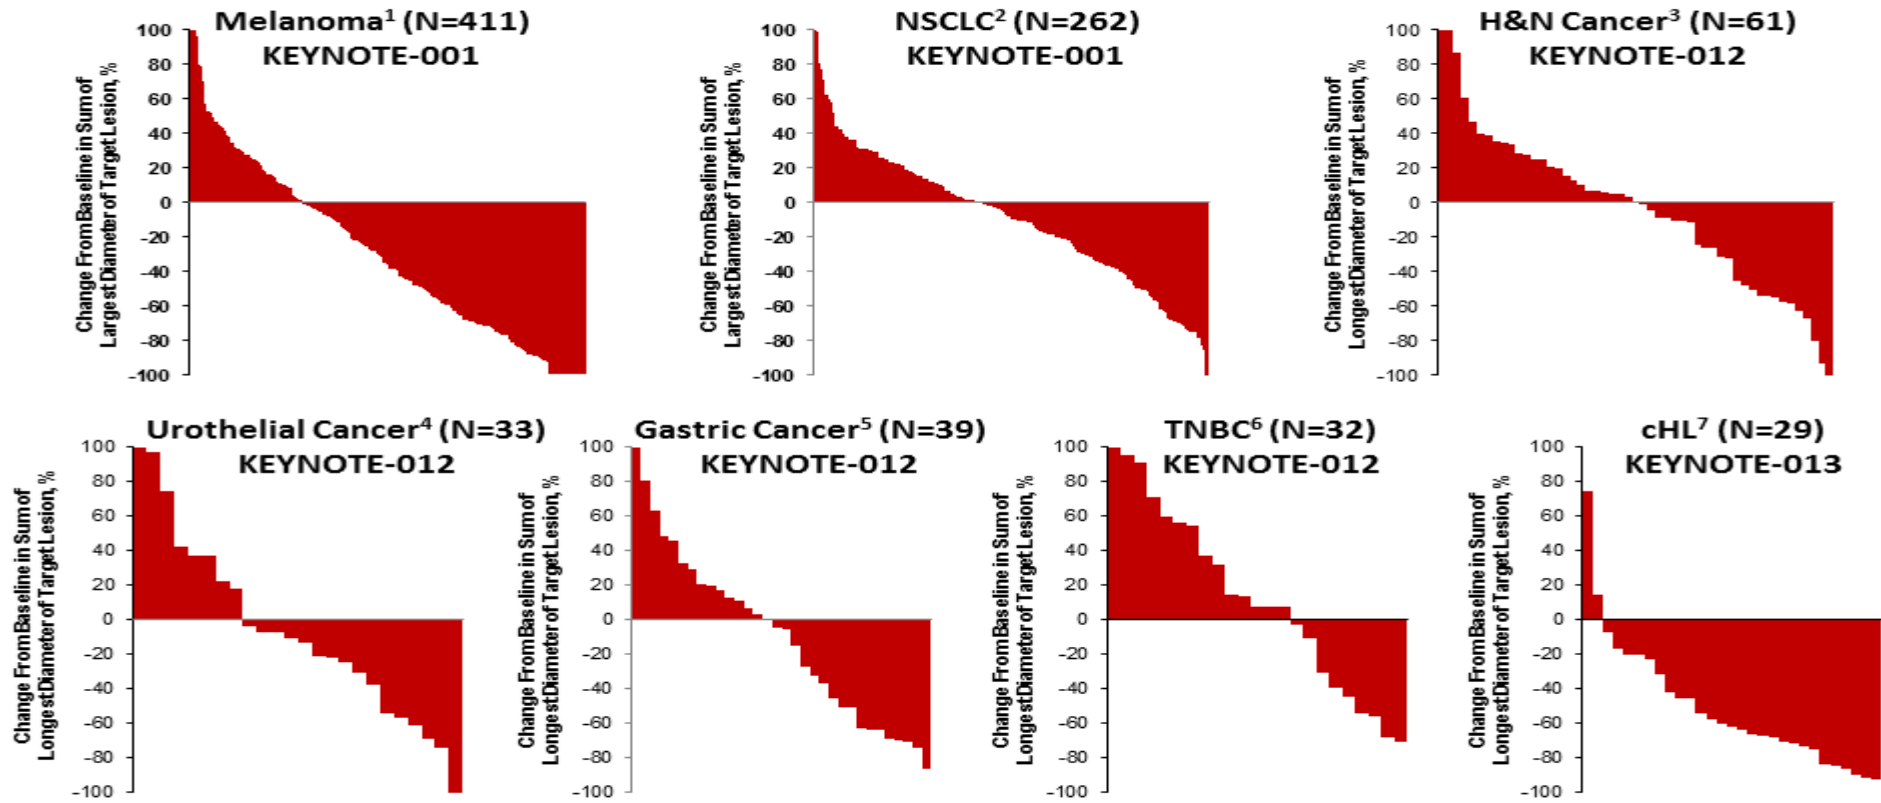 Melanoma¹ (N=411)
KEYNOTE-001
Change From Baseline in Sum of
Largest Diameter of Target Lesion, %
100
80
60
40
20
0
-20
-40
-60
-80
-100
NSCLC² (N=262)
KEYNOTE-001
Change From Baseline in Sum of
Largest Diameter of Target Lesion, %
100
80
60
40
20
0
-20
-40
-60
-80
-100
H&N Cancer³ (N=61)
KEYNOTE-012
Change From Baseline in Sum of
Longest Diameter of Target Lesion, %
100
80
60
40
20
0
-20
-40
-60
-80
-100
Urothelial Cancer⁴ (N=33)
KEYNOTE-012
Change From Baseline in Sum of
Longest Diameter of Target Lesion, %
100
80
60
40
20
0
-20
-40
-60
-80
-100
Gastric Cancer⁵ (N=39)
KEYNOTE-012
Change From Baseline in Sum of
Longest Diameter of Target Lesion, %
100
80
60
40
20
0
-20
-40
-60
-80
-100
TNBC⁶ (N=32)
KEYNOTE-012
Change From Baseline in Sum of
Longest Diameter of Target Lesion, %
100
80
60
40
20
0
-20
-40
-60
-80
-100
cHL⁷ (N=29)
KEYNOTE-013
Change From Baseline in Sum of
Longest Diameter of Target Lesion, %
100
80
60
40
20
0
-20
-40
-60
-80
-100